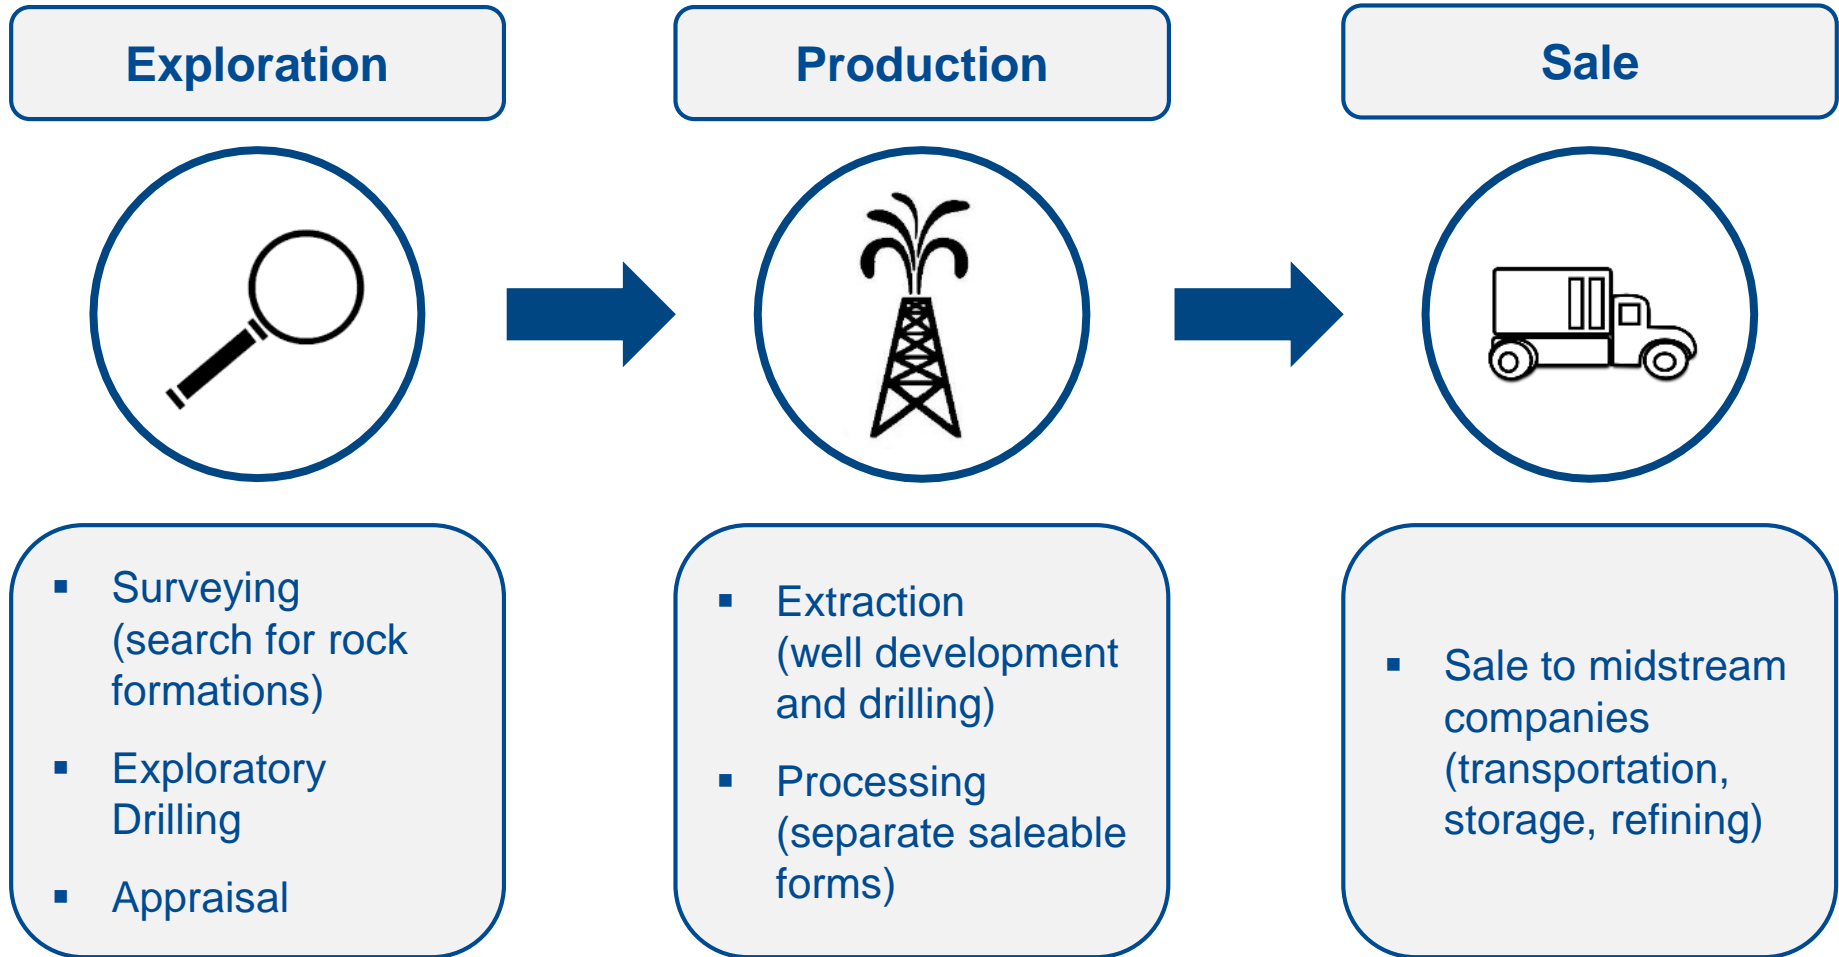 Exploration
Production
Sale
▪ Surveying
(search for rock
formations)
▪ Exploratory
Drilling
▪ Appraisal
▪ Extraction
(well development
and drilling)
▪ Processing
(separate saleable
forms)
▪ Sale to midstream
companies
(transportation,
storage, refining)